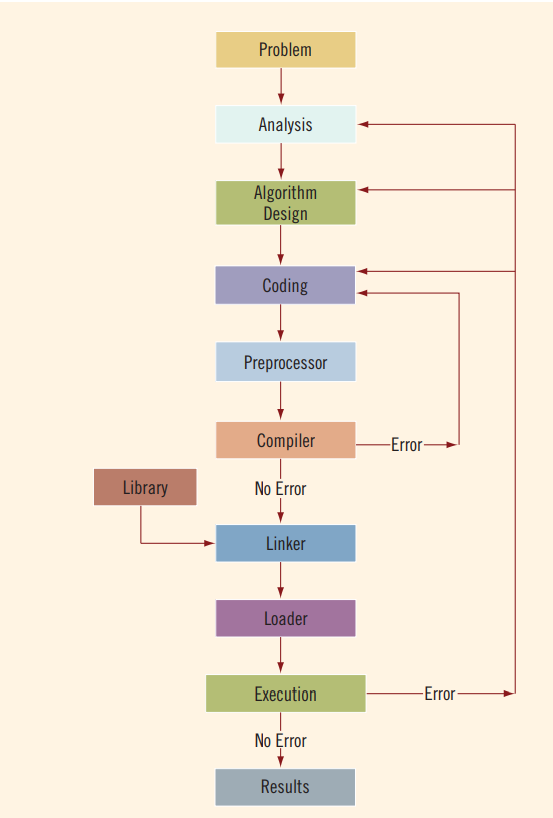 Problem
Analysis
Algorithm
Design
Coding
Preprocessor
Compiler
Error
No Error
Library
Linker
Loader
Execution
Error
No Error
Results